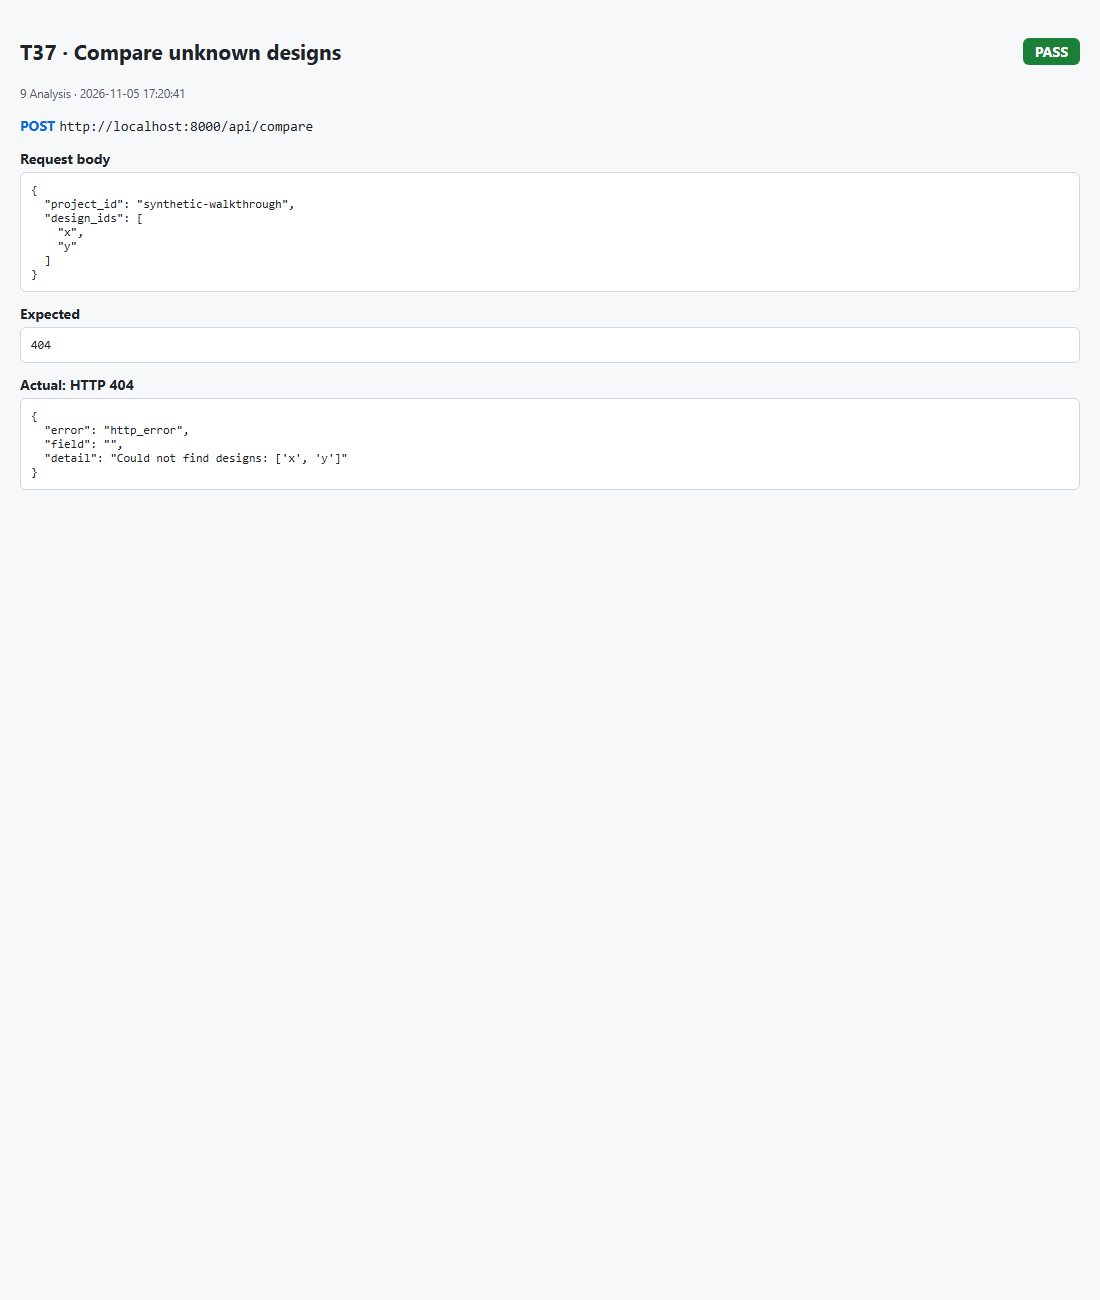 T37 · Compare unknown designs
PASS
9 Analysis · 2026-11-05 17:20:41
POST http://localhost:8000/api/compare
Request body
{
  "project_id": "synthetic-walkthrough",
  "design_ids": [
    "x",
    "y"
  ]
}
Expected
404
Actual: HTTP 404
{
  "error": "http_error",
  "field": "",
  "detail": "Could not find designs: ['x', 'y']"
}